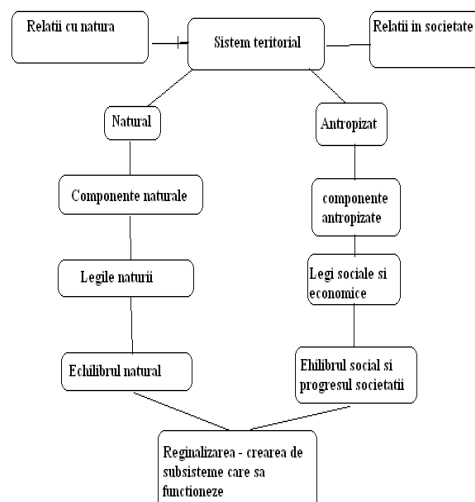 Relatii cu natura
Sistem teritorial
Relatii in societate
Natural
Antropizat
Componente naturale
componente
antropizate
Legile naturii
Legi sociale si
economice
Echilibrul natural
Ehilibrul social si
progresul societatii
Reginalizarea - crearea de
subsisteme care sa
functioneze